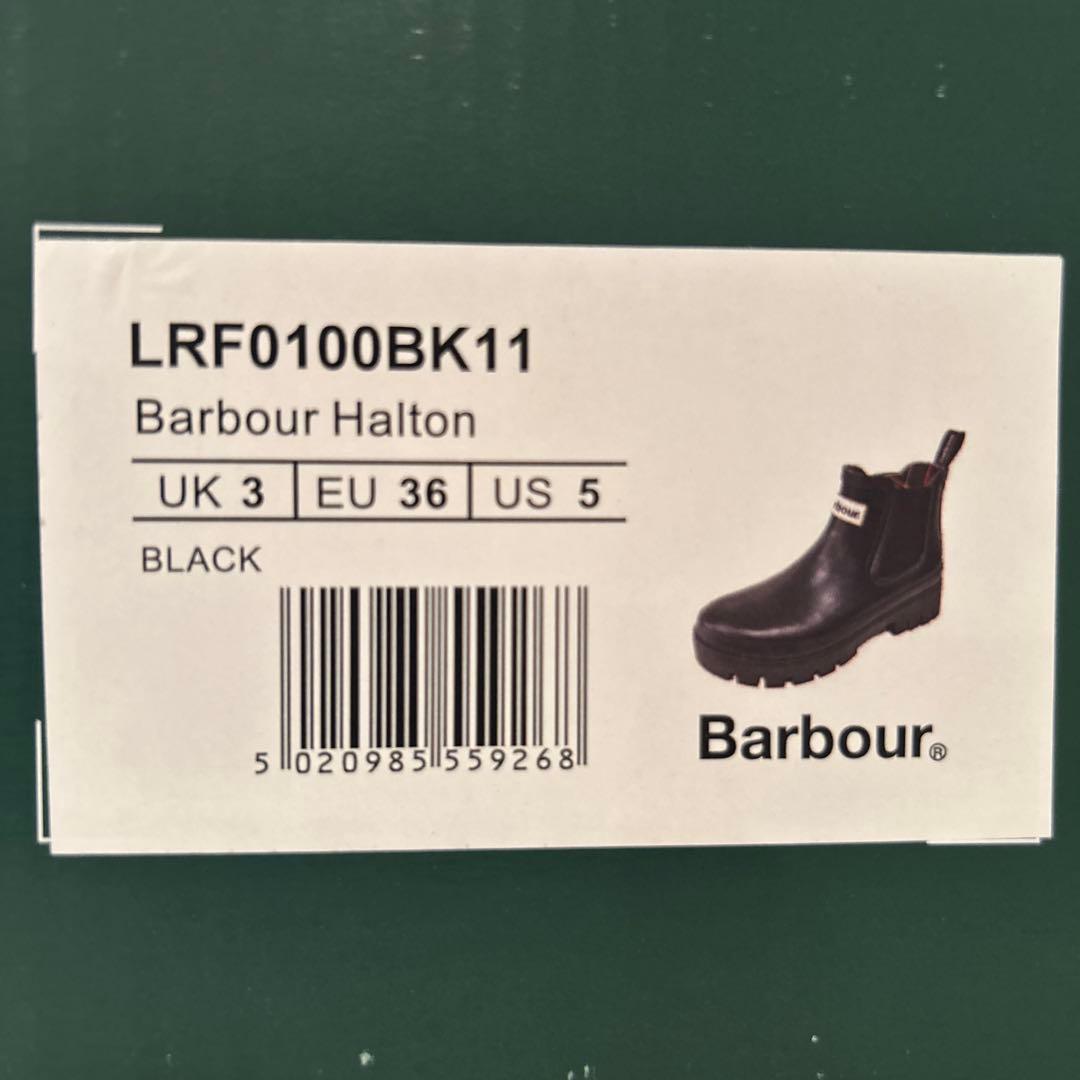 LRF0100BK11
Barbour Halton
UK 3 EU 36 US 5
BLACK
5 020985 559268
Barbour®